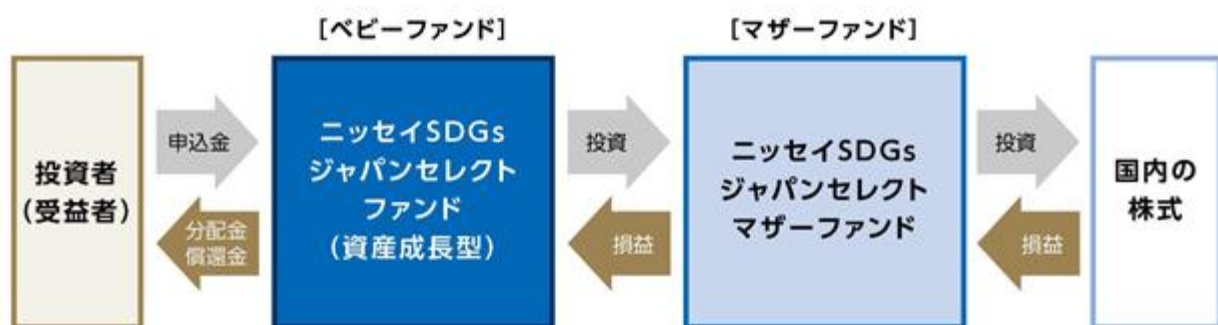 [ベビーファンド]
[マザーファンド]
投資者
(受益者)
申込金
分配金
償還金
ニッセイSDGs
ジャパンセレクト
ファンド
(資産成長型)
投資
損益
ニッセイSDGs
ジャパンセレクト
マザーファンド
投資
損益
国内の
株式